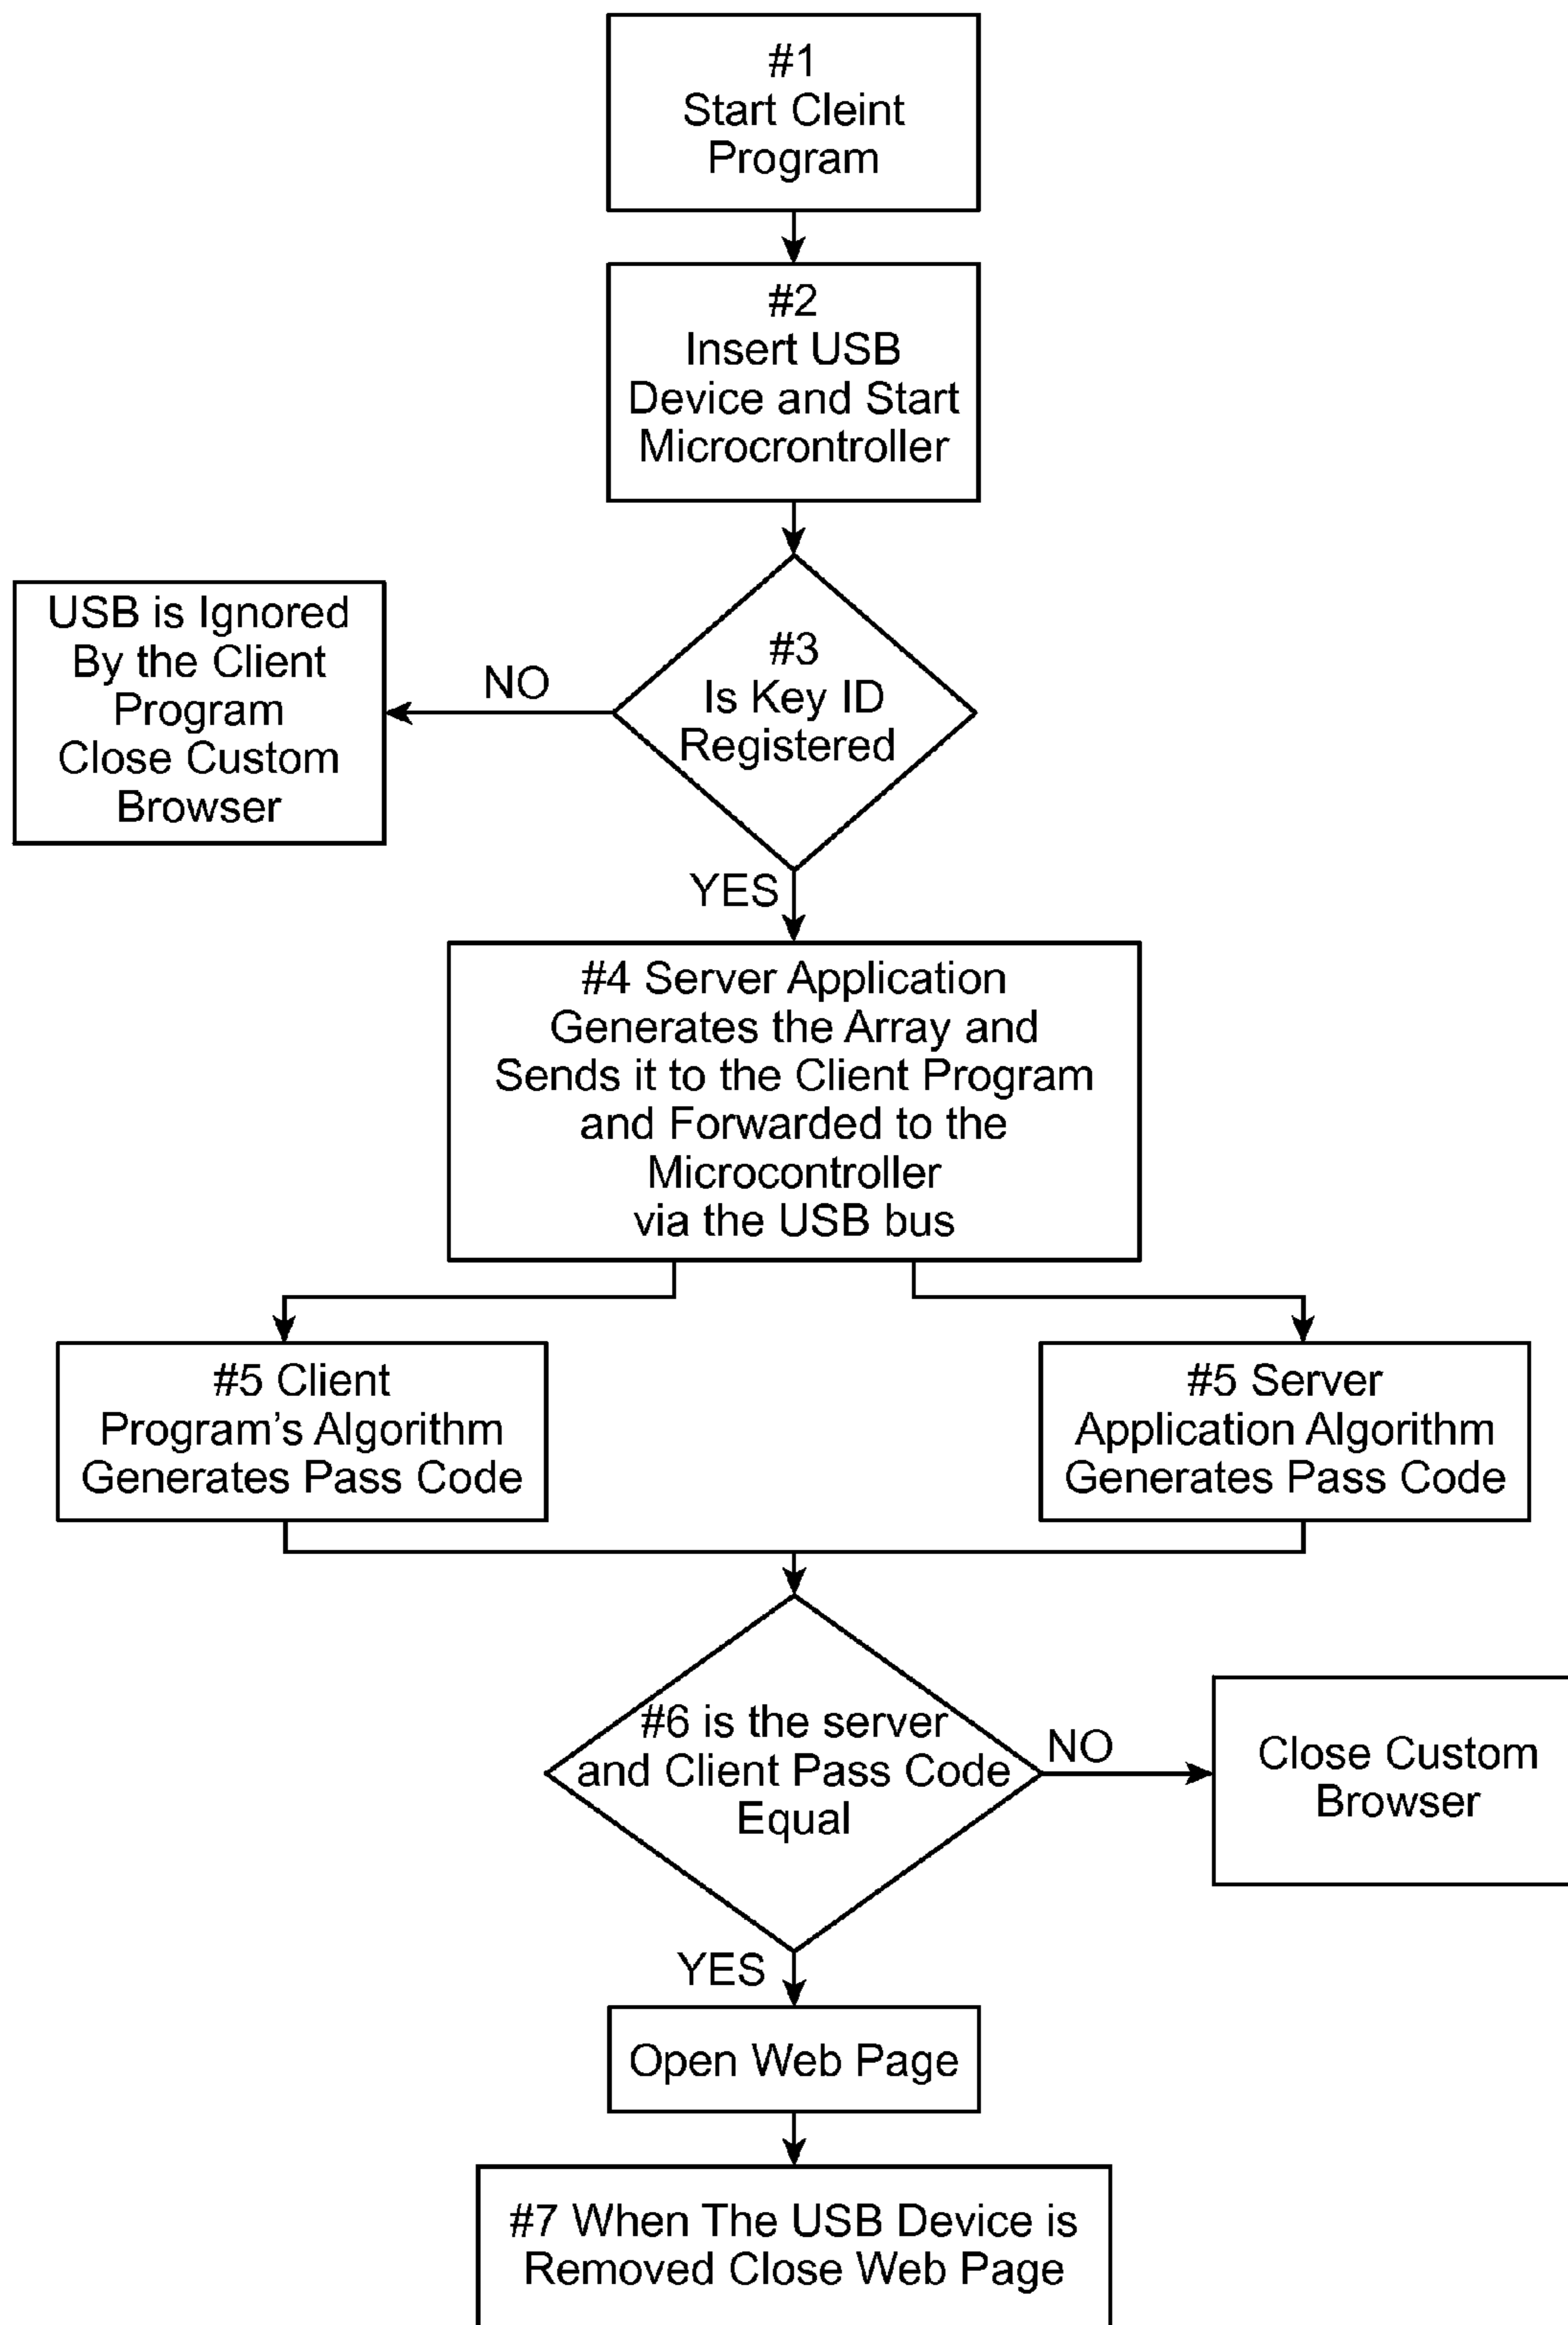 #1
Start Cleint
Program
#2
Insert USB
Device and Start
Microcrontroller
#3
Is Key ID
Registered
NO
USB is Ignored
By the Client
Program
Close Custom
Browser
YES
#4 Server Application
Generates the Array and
Sends it to the Client Program
and Forwarded to the
Microcontroller
via the USB bus
#5 Client
Program's Algorithm
Generates Pass Code
#5 Server
Application Algorithm
Generates Pass Code
#6 is the server
and Client Pass Code
Equal
NO
Close Custom
Browser
YES
Open Web Page
#7 When The USB Device is
Removed Close Web Page